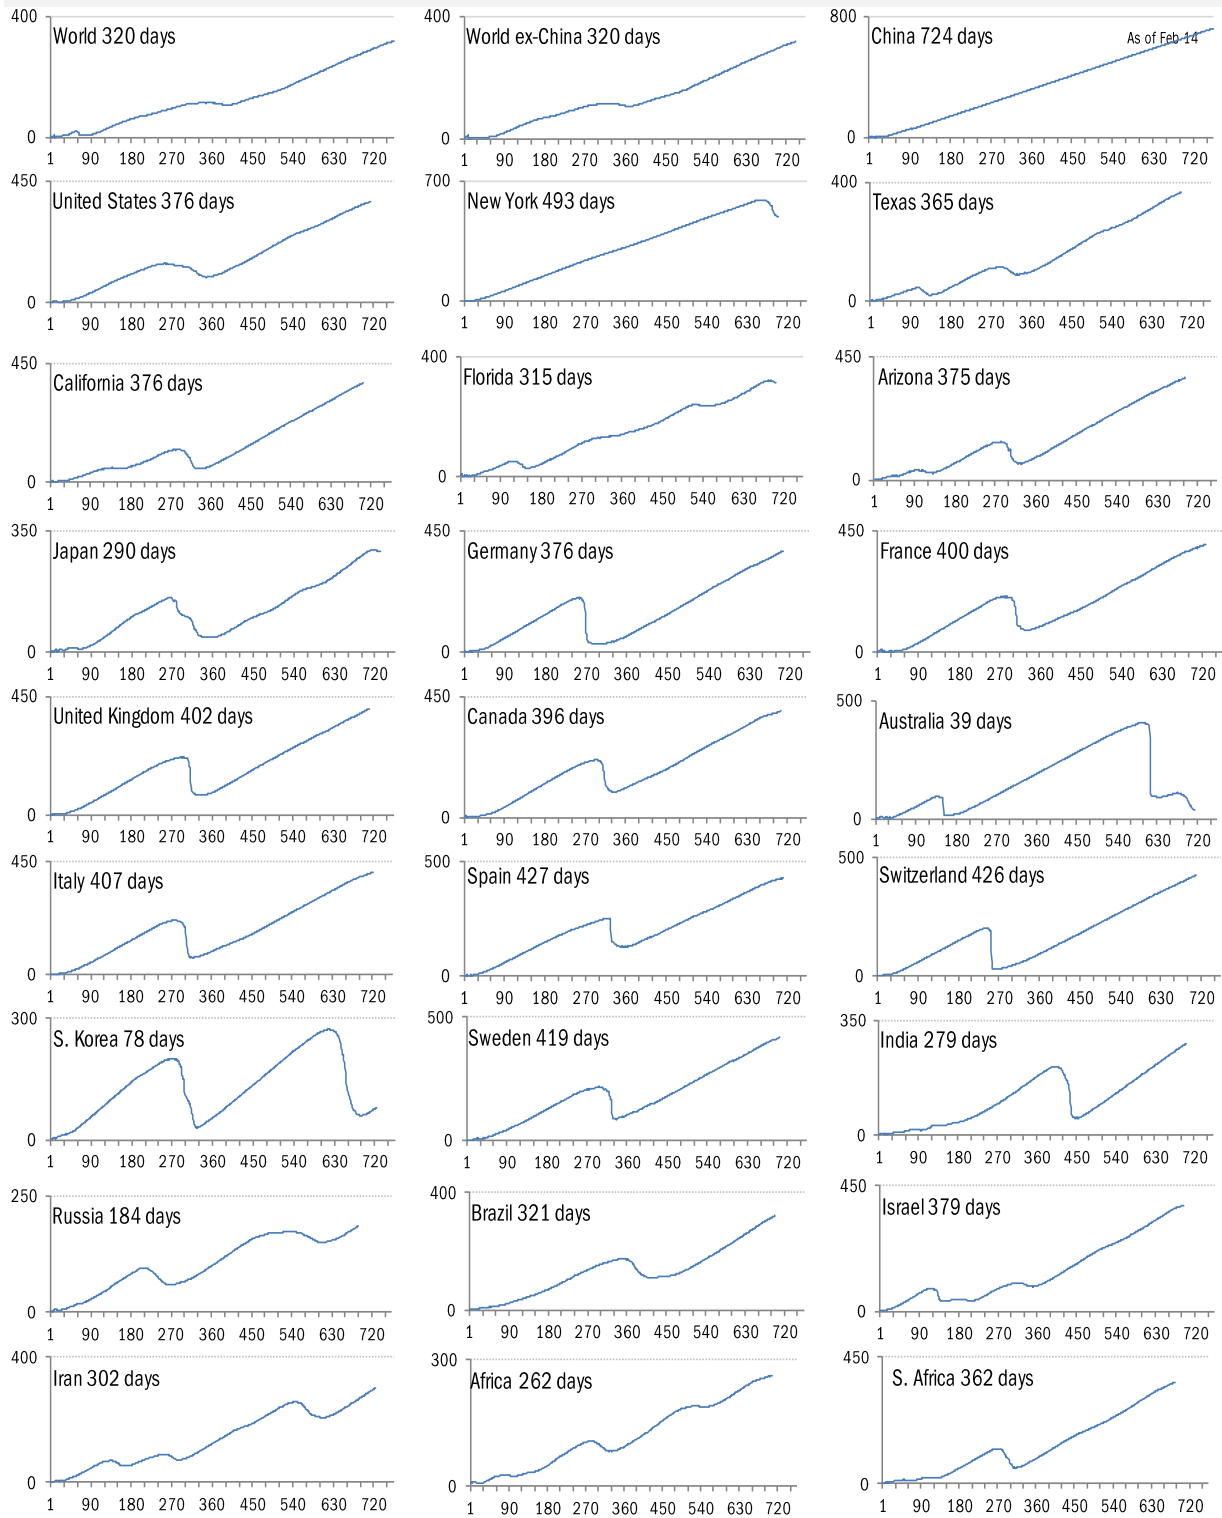 400 400 800
World 320 days World ex-China 320 days China 724 days As of Feb 14
0 0 0
1 90 180 270 360 450 540 630 720 1 90 180 270 360 450 540 630 720 1 90 180 270 360 450 540 630 720
450 700 400
United States 376 days New York 493 days Texas 365 days
0 0 0
1 90 180 270 360 450 540 630 720 1 90 180 270 360 450 540 630 720 1 90 180 270 360 450 540 630 720
450 400 450
California 376 days Florida 315 days Arizona 375 days
0 0 0
1 90 180 270 360 450 540 630 720 1 90 180 270 360 450 540 630 720 1 90 180 270 360 450 540 630 720
350 450 450
Japan 290 days Germany 376 days France 400 days
0 0 0
1 90 180 270 360 450 540 630 720 1 90 180 270 360 450 540 630 720 1 90 180 270 360 450 540 630 720
450 450 500
United Kingdom 402 days Canada 396 days Australia 39 days
0 0 0
1 90 180 270 360 450 540 630 720 1 90 180 270 360 450 540 630 720 1 90 180 270 360 450 540 630 720
450 500 500
Italy 407 days Spain 427 days Switzerland 426 days
0 0 0
1 90 180 270 360 450 540 630 720 1 90 180 270 360 450 540 630 720 1 90 180 270 360 450 540 630 720
300 500 350
S. Korea 78 days Sweden 419 days India 279 days
0 0 0
1 90 180 270 360 450 540 630 720 1 90 180 270 360 450 540 630 720 1 90 180 270 360 450 540 630 720
250 400 450
Russia 184 days Brazil 321 days Israel 379 days
0 0 0
1 90 180 270 360 450 540 630 720 1 90 180 270 360 450 540 630 720 1 90 180 270 360 450 540 630 720
400 300 450
Iran 302 days Africa 262 days S. Africa 362 days
0 0 0
1 90 180 270 360 450 540 630 720 1 90 180 270 360 450 540 630 720 1 90 180 270 360 450 540 630 720